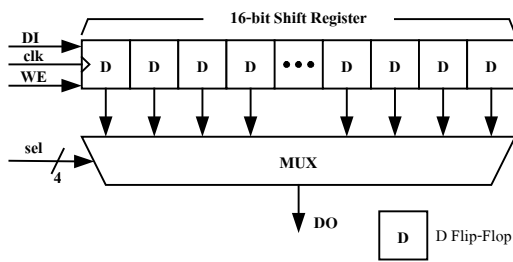 16-bit Shift Register
DI
clk
WE
D D D D ••• D D D D
sel
4
MUX
DO
D
D Flip-Flop